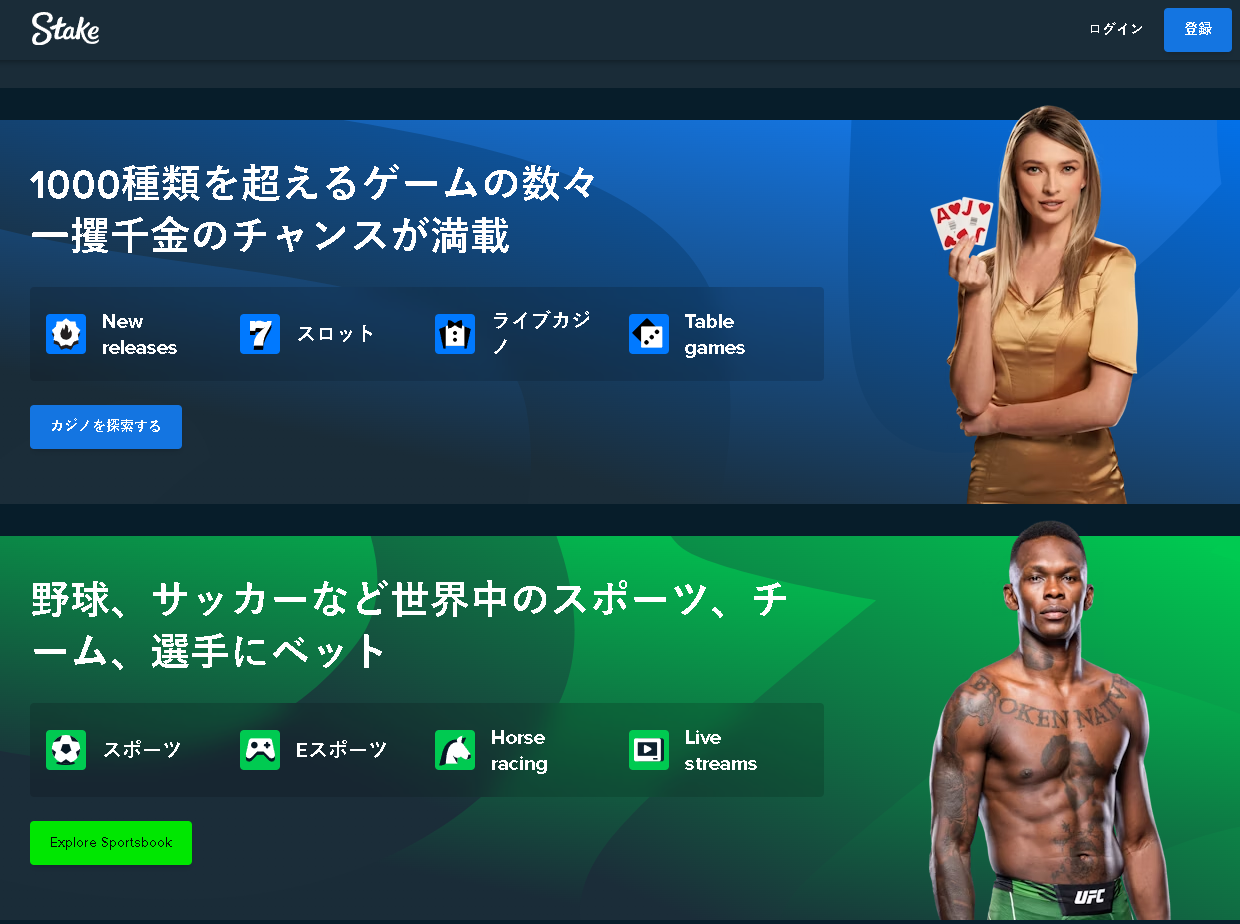 Stake
ログイン
登録
1000種類を超えるゲームの数々
一攫千金のチャンスが満載
New
releases
スロット
ライブカジ
ノ
Table
games
カジノを探索する
A
J
J
野球、サッカーなど世界中のスポーツ、チ
ーム、選手にベット
スポーツ
Eスポーツ
Horse
racing
Live
streams
Explore Sportsbook
BROKEN NATIVE
UFC